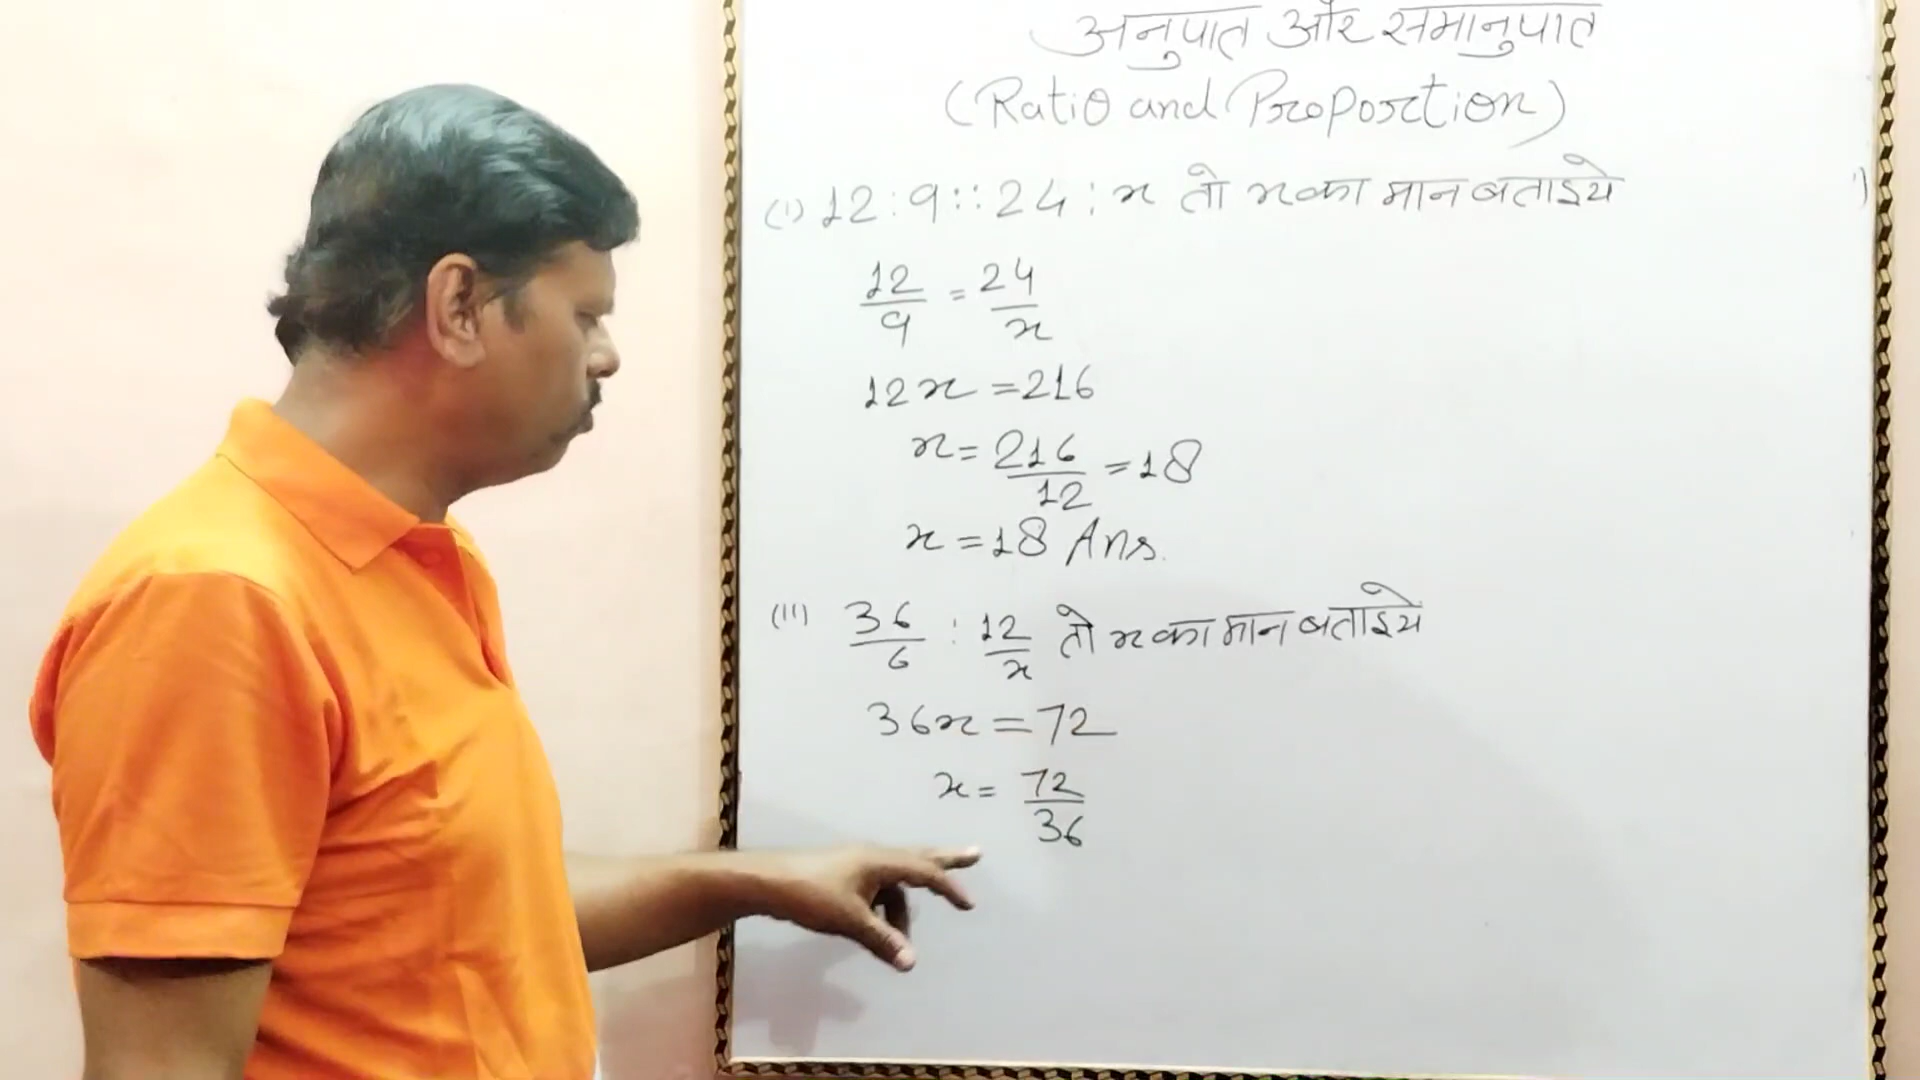 अनुपात और समानुपात
(Ratio and Proportion)
(i) 12 : 9 :: 24 : x तो x का मान बताइये
12/9 = 24/x
12x = 216
x = 216/12 = 18
x = 18 Ans.
(ii) 36/6 : 12/x तो x का मान बताइये
36x = 72
x = 72/36